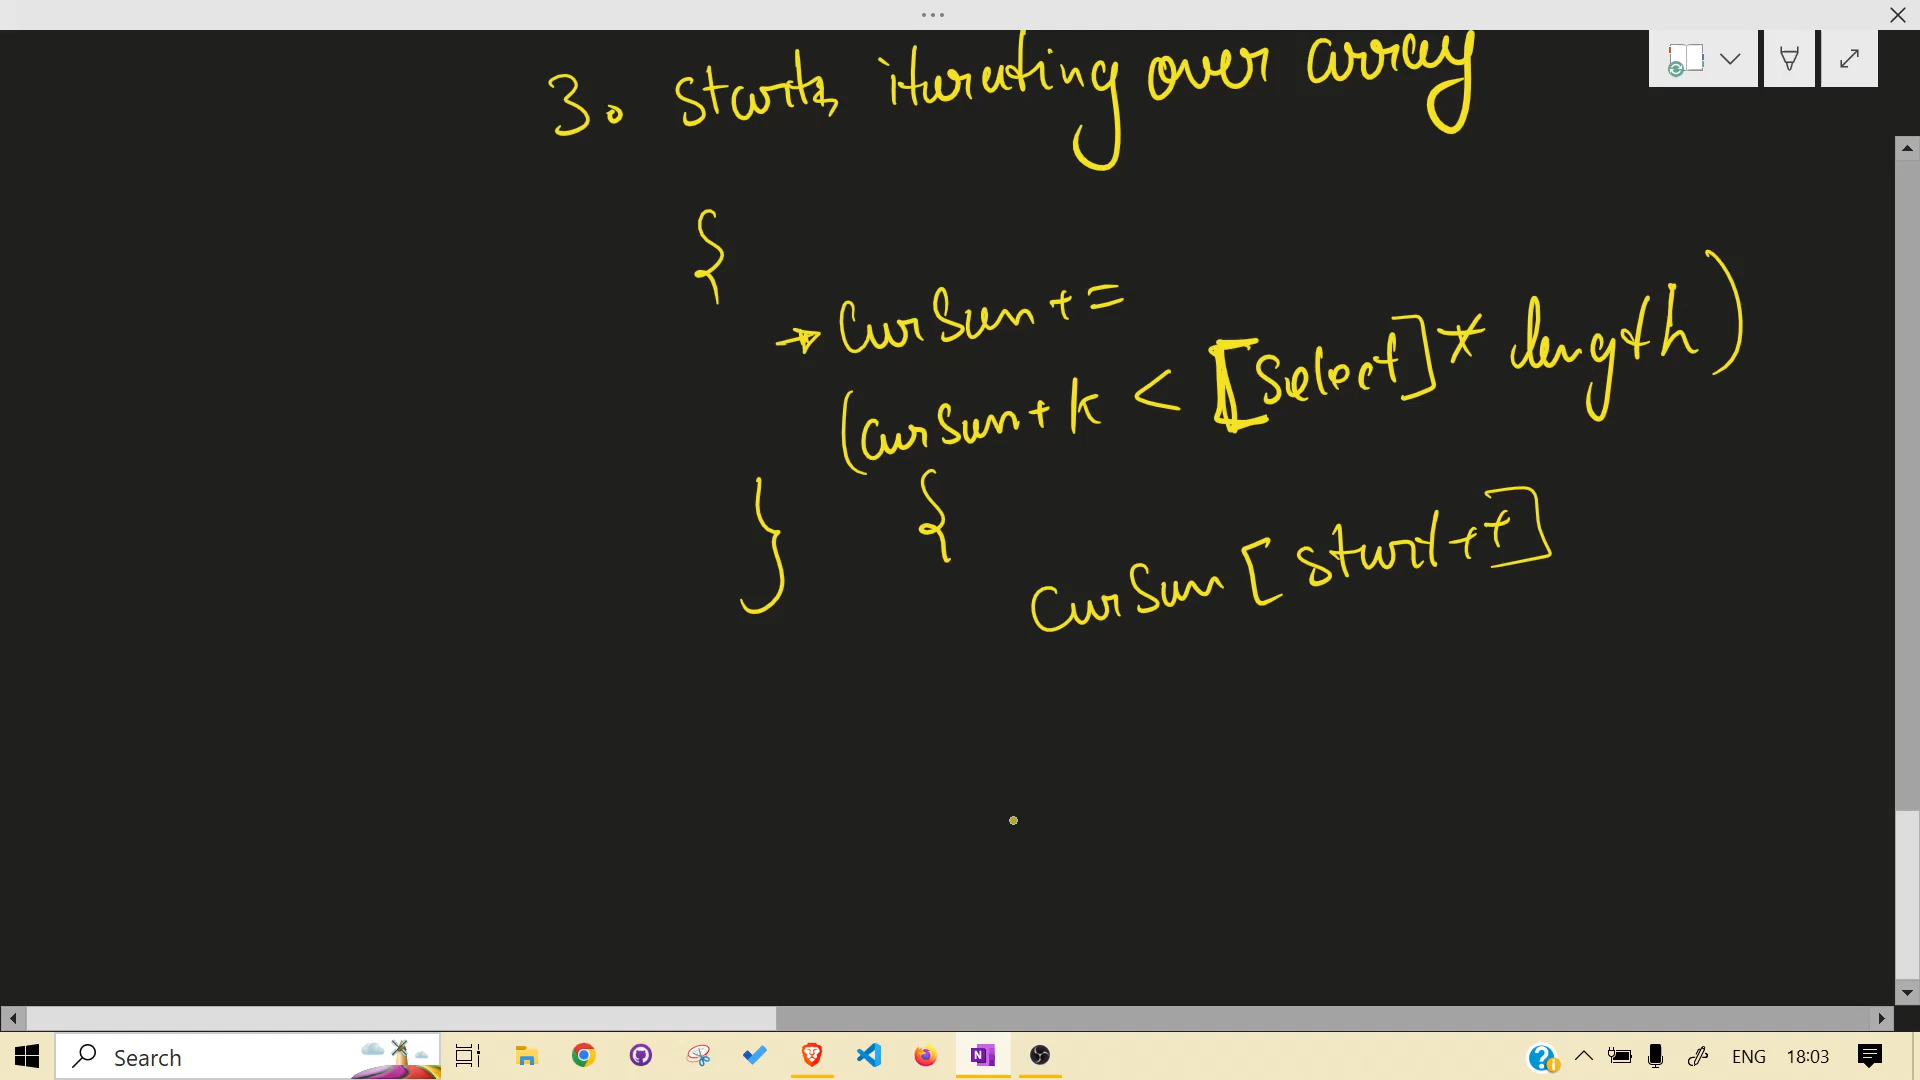 3. starts iterating over array
{
→ curSum +=
(curSum + k < [select] * length)
} {
curSum [start++]
Search
ENG 18:03